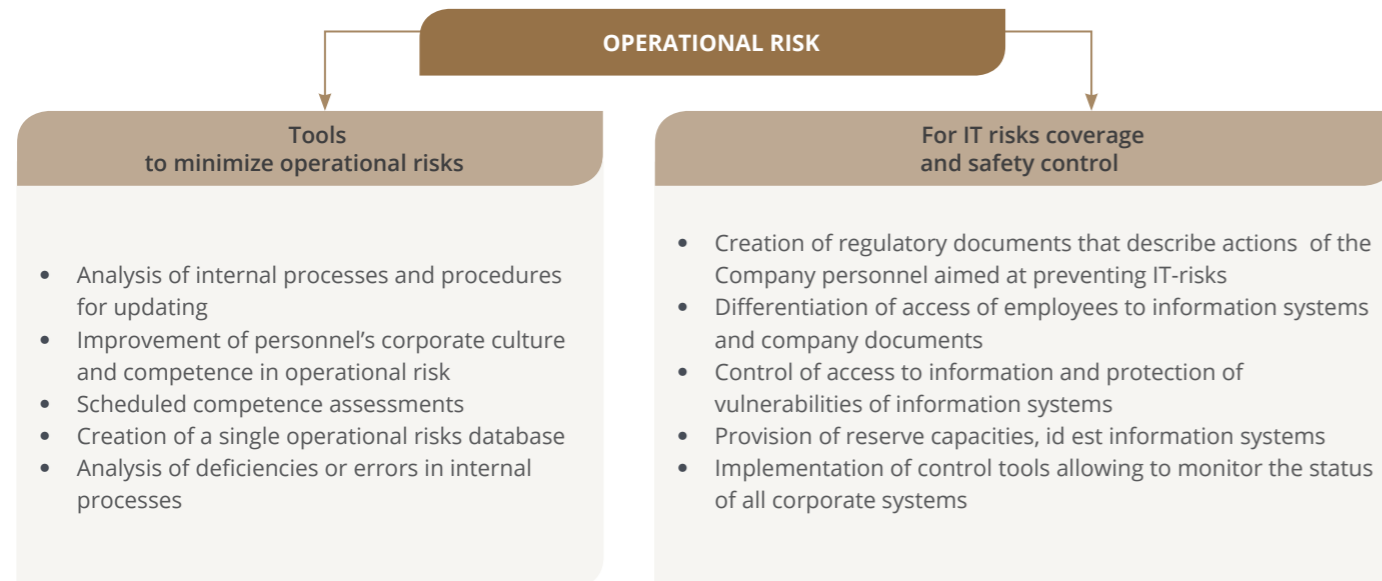 OPERATIONAL RISK
Tools
to minimize operational risks
• Analysis of internal processes and procedures
for updating
• Improvement of personnel’s corporate culture
and competence in operational risk
• Scheduled competence assessments
• Creation of a single operational risks database
• Analysis of deficiencies or errors in internal
processes
For IT risks coverage
and safety control
• Creation of regulatory documents that describe actions  of the
Company personnel aimed at preventing IT-risks
• Differentiation of access of employees to information systems
and company documents
• Control of access to information and protection of
vulnerabilities of information systems
• Provision of reserve capacities, id est information systems
• Implementation of control tools allowing to monitor the status
of all corporate systems